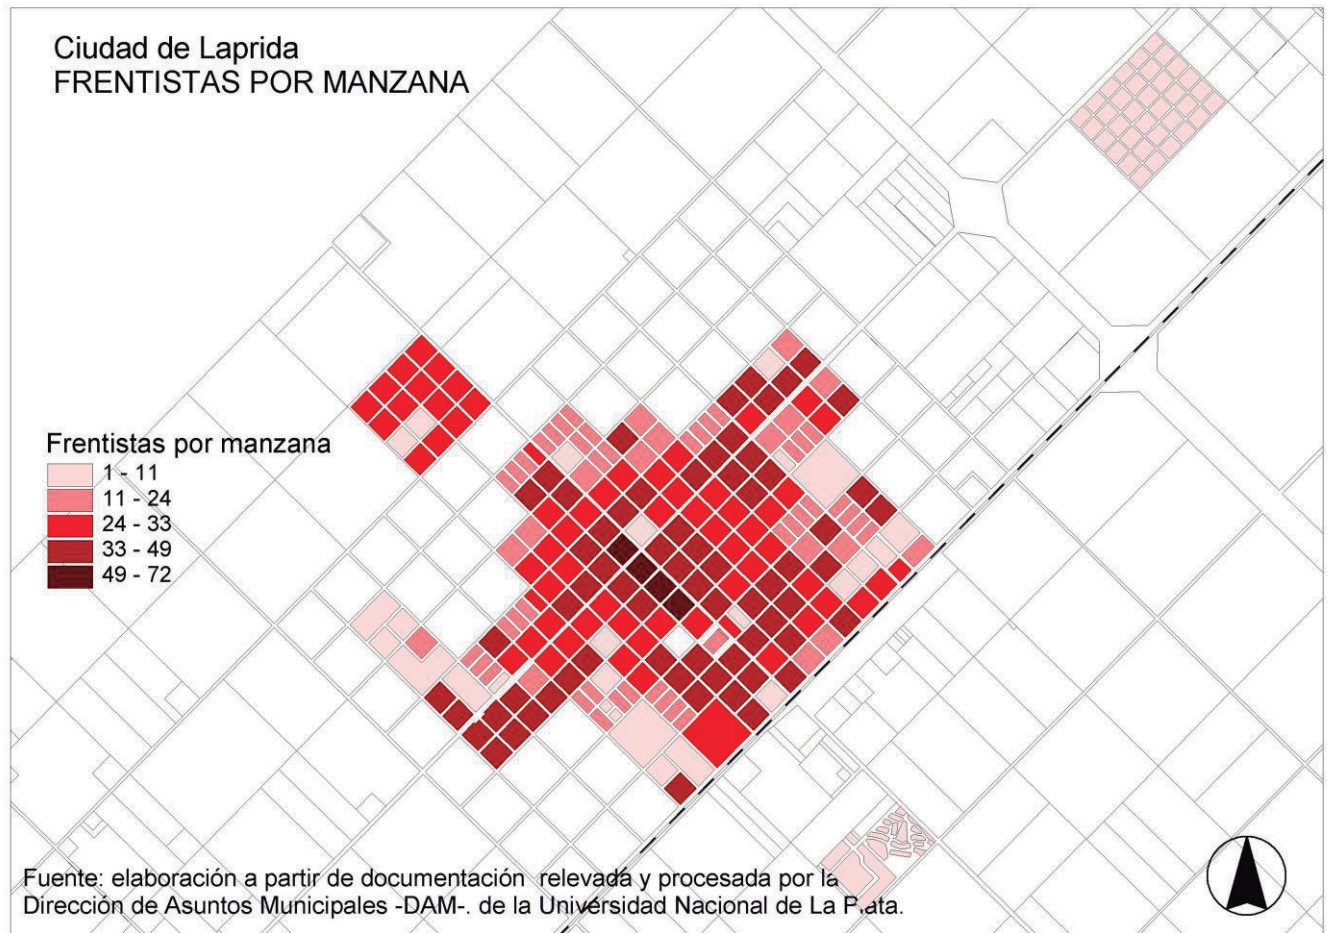 Ciudad de Laprida
FRENTISTAS POR MANZANA
Frentistas por manzana
1 - 11
11 - 24
24 - 33
33 - 49
49 - 72
Fuente: elaboración a partir de documentación relevada y procesada por la
Dirección de Asuntos Municipales -DAM-. de la Universidad Nacional de La Plata.